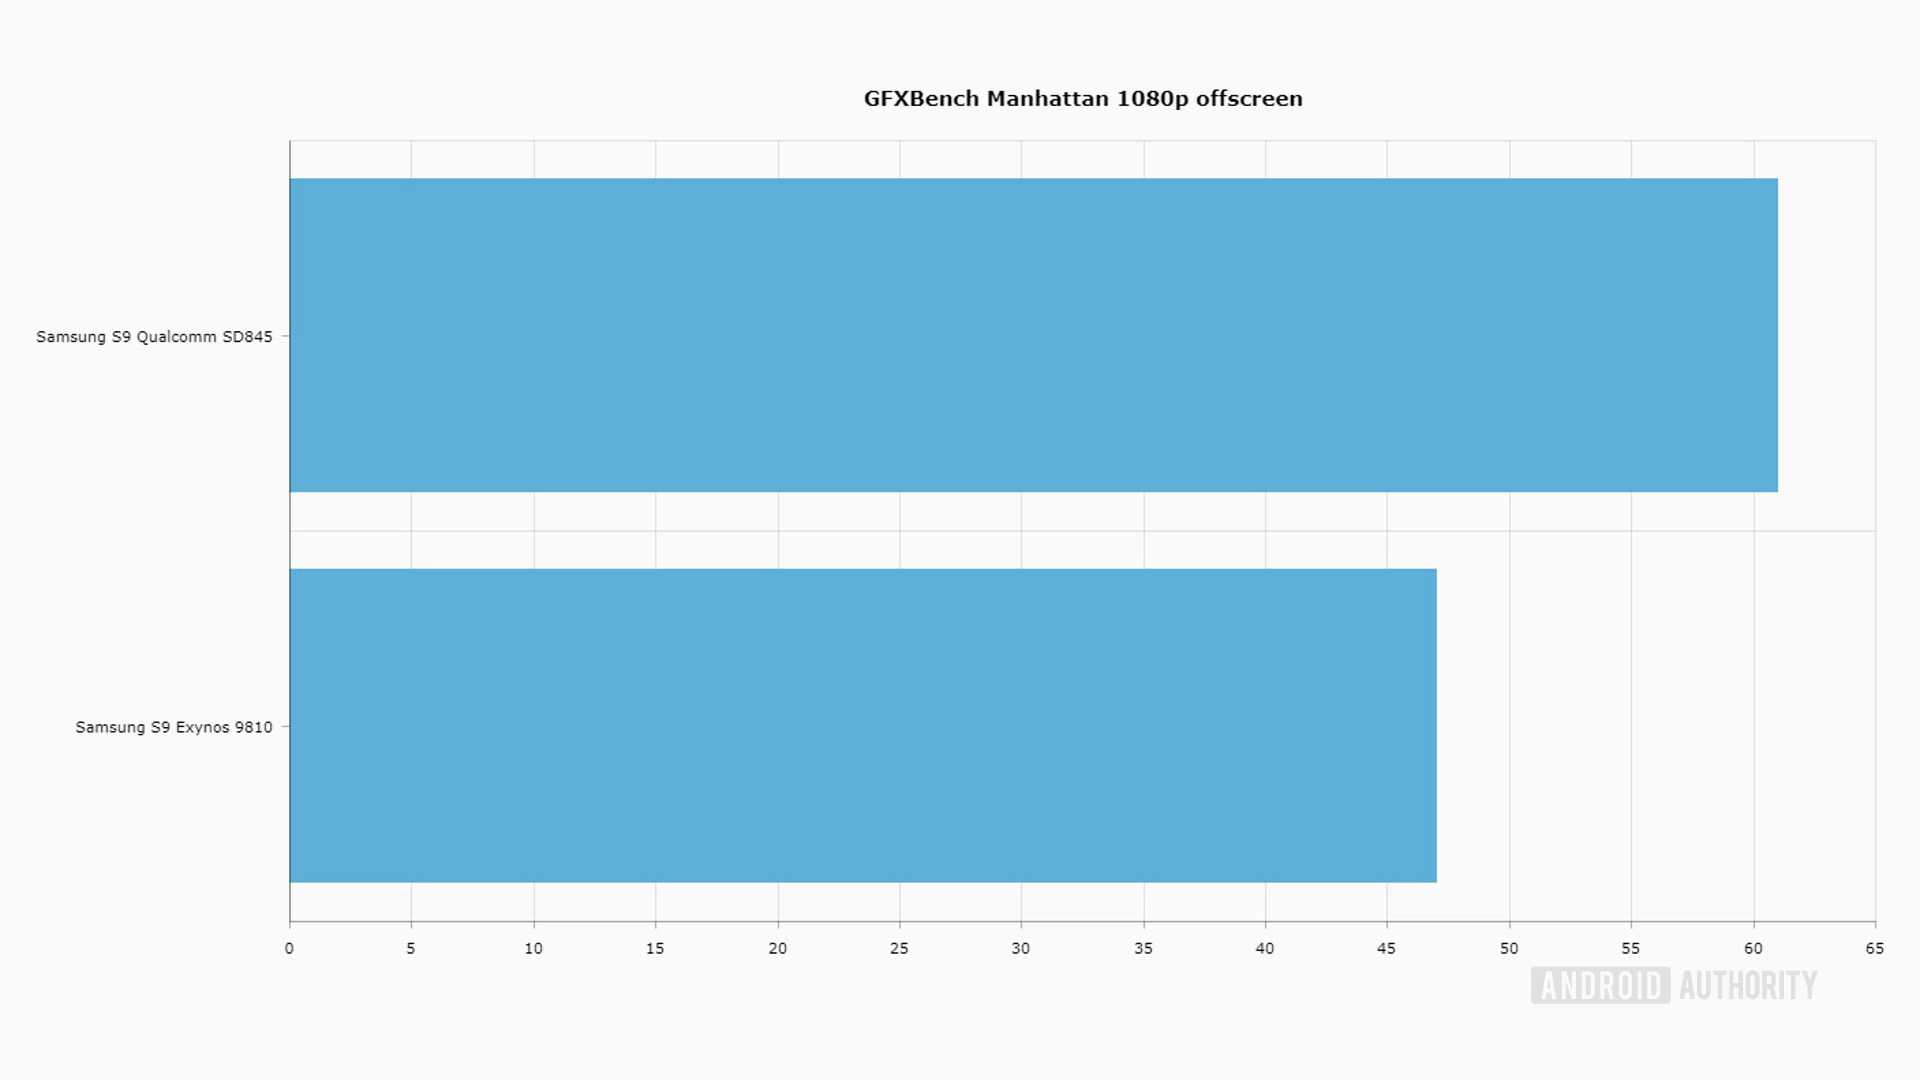 GFXBench Manhattan 1080p offscreen
Samsung S9 Qualcomm SD845
Samsung S9 Exynos 9810
0 5 10 15 20 25 30 35 40 45 50 55 60 65
ANDROID AUTHORITY